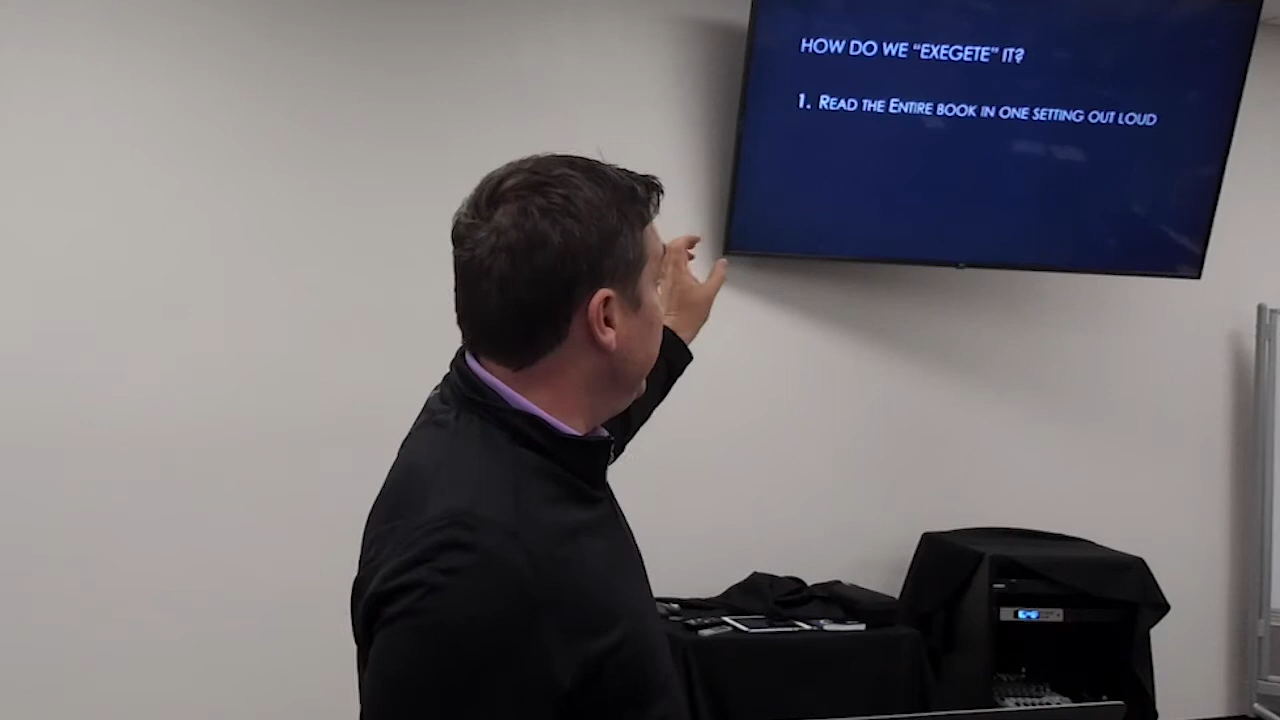 HOW DO WE “EXEGETE” IT?
1. READ THE ENTIRE BOOK IN ONE SETTING OUT LOUD